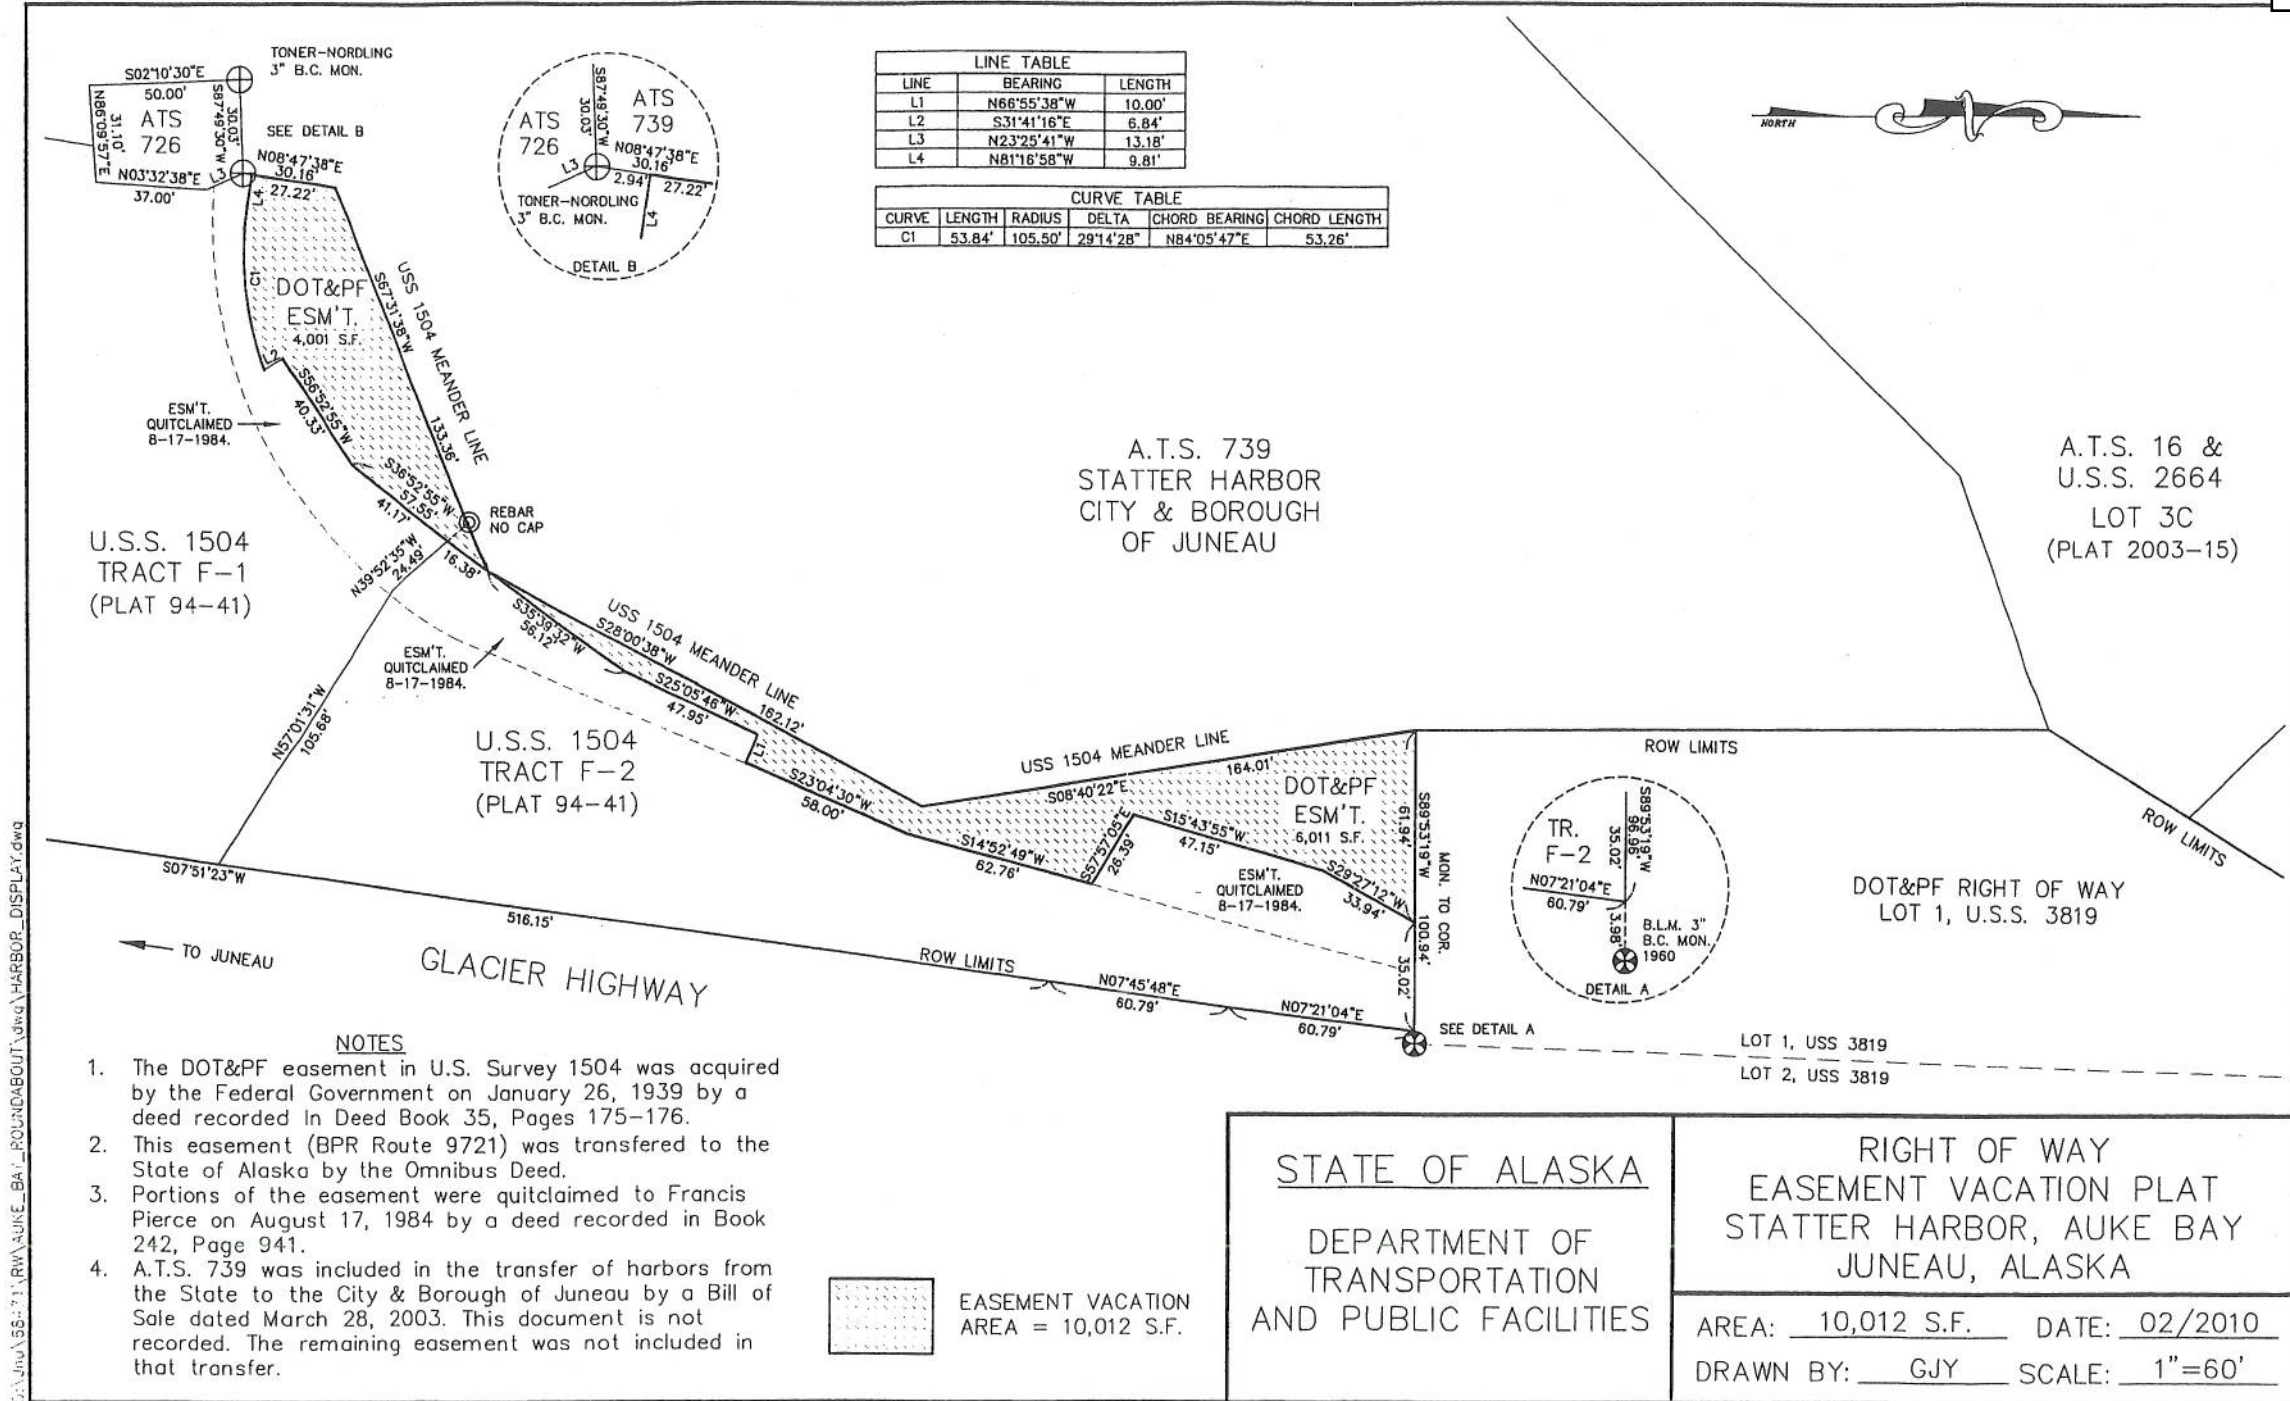 TONER-NORDLING
3" B.C. MON.
S02°10'30"E
50.00'
N86°09'57"E
31.10'
ATS
726
S87°49'30"W
30.03'
SEE DETAIL B
N08°47'38"E
30.16'
27.22'
N03°32'38"E
37.00'
L3
L4
ATS
726
S87°49'30"W
30.03'
ATS
739
N08°47'38"E
30.16'
L3
2.94'
27.22'
TONER-NORDLING
3" B.C. MON.
L4
DETAIL B
LINE TABLE
LINE BEARING LENGTH
L1 N66°55'38"W 10.00'
L2 S31°41'16"E 6.84'
L3 N23°25'41"W 13.18'
L4 N81°16'58"W 9.81'
CURVE TABLE
CURVE LENGTH RADIUS DELTA CHORD BEARING CHORD LENGTH
C1 53.84' 105.50' 29°14'28" N84°05'47"E 53.26'
NORTH
C1
DOT&PF
ESM'T.
4,001 S.F.
S67°31'38"W
133.36'
USS 1504 MEANDER LINE
L2
S56°52'55"W
40.33'
ESM'T.
QUITCLAIMED
8-17-1984.
S36°52'55"W
57.55'
41.17'
16.38'
REBAR
NO CAP
N39°52'35"W
24.49'
U.S.S. 1504
TRACT F-1
(PLAT 94-41)
A.T.S. 739
STATTER HARBOR
CITY & BOROUGH
OF JUNEAU
A.T.S. 16 &
U.S.S. 2664
LOT 3C
(PLAT 2003-15)
S35°39'32"W
56.12'
USS 1504 MEANDER LINE
S28°00'38"W
162.12'
ESM'T.
QUITCLAIMED
8-17-1984.
S25°05'46"W
47.95'
N57°01'31"W
105.68'
U.S.S. 1504
TRACT F-2
(PLAT 94-41)
L1
S23°04'30"W
58.00'
USS 1504 MEANDER LINE
S08°40'22"E
164.01'
DOT&PF
ESM'T.
6,011 S.F.
S14°52'49"W
62.76'
S57°57'05"E
26.39'
S15°43'55"W
47.15'
ESM'T.
QUITCLAIMED
8-17-1984.
S29°27'12"W
33.94'
S89°53'19"W
61.94'
MON. TO COR.
100.94'
35.02'
ROW LIMITS
ROW LIMITS
TR.
F-2
S89°53'19"W
96.96
35.02'
N07°21'04"E
60.79'
3.98'
B.L.M. 3"
B.C. MON.
1960
DETAIL A
DOT&PF RIGHT OF WAY
LOT 1, U.S.S. 3819
S07°51'23"W
516.15'
TO JUNEAU
GLACIER HIGHWAY
ROW LIMITS
N07°45'48"E
60.79'
N07°21'04"E
60.79'
SEE DETAIL A
LOT 1, USS 3819
LOT 2, USS 3819
NOTES
1. The DOT&PF easement in U.S. Survey 1504 was acquired
by the Federal Government on January 26, 1939 by a
deed recorded In Deed Book 35, Pages 175-176.
2. This easement (BPR Route 9721) was transfered to the
State of Alaska by the Omnibus Deed.
3. Portions of the easement were quitclaimed to Francis
Pierce on August 17, 1984 by a deed recorded in Book
242, Page 941.
4. A.T.S. 739 was included in the transfer of harbors from
the State to the City & Borough of Juneau by a Bill of
Sale dated March 28, 2003. This document is not
recorded. The remaining easement was not included in
that transfer.
EASEMENT VACATION
AREA = 10,012 S.F.
STATE OF ALASKA
DEPARTMENT OF
TRANSPORTATION
AND PUBLIC FACILITIES
RIGHT OF WAY
EASEMENT VACATION PLAT
STATTER HARBOR, AUKE BAY
JUNEAU, ALASKA
AREA: 10,012 S.F. DATE: 02/2010
DRAWN BY: GJY SCALE: 1"=60'